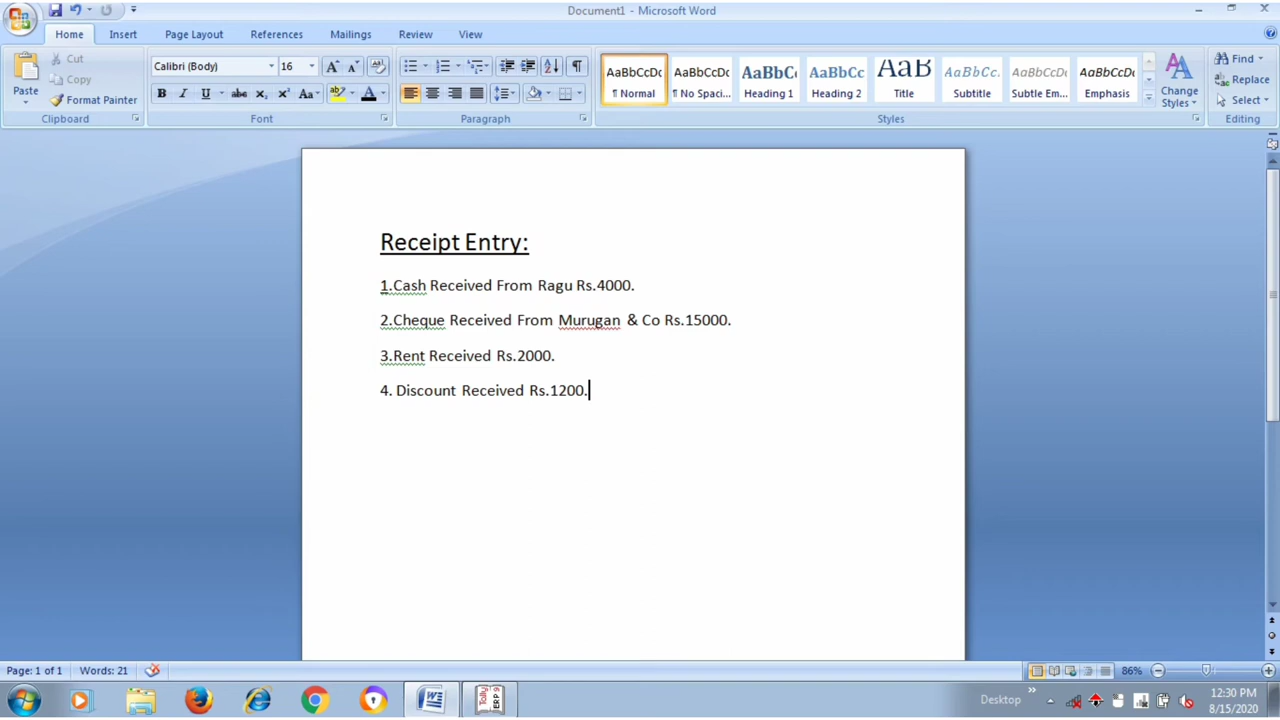 Document1 - Microsoft Word
Home Insert Page Layout References Mailings Review View
Paste
Cut
Copy
Format Painter
Clipboard
Calibri (Body) 16
Font
Paragraph
AaBbCcDc AaBbCcDc AaBbCc AaBbCc AaB AaBbCc. AaBbCcDc AaBbCcDc
¶ Normal ¶ No Spaci... Heading 1 Heading 2 Title Subtitle Subtle Em... Emphasis
Change Styles
Styles
Find
Replace
Select
Editing
Receipt Entry:
1.Cash Received From Ragu Rs.4000.
2.Cheque Received From Murugan & Co Rs.15000.
3.Rent Received Rs.2000.
4. Discount Received Rs.1200.
Page: 1 of 1 Words: 21 86%
Tally ERP 9
Desktop
12:30 PM
8/15/2020